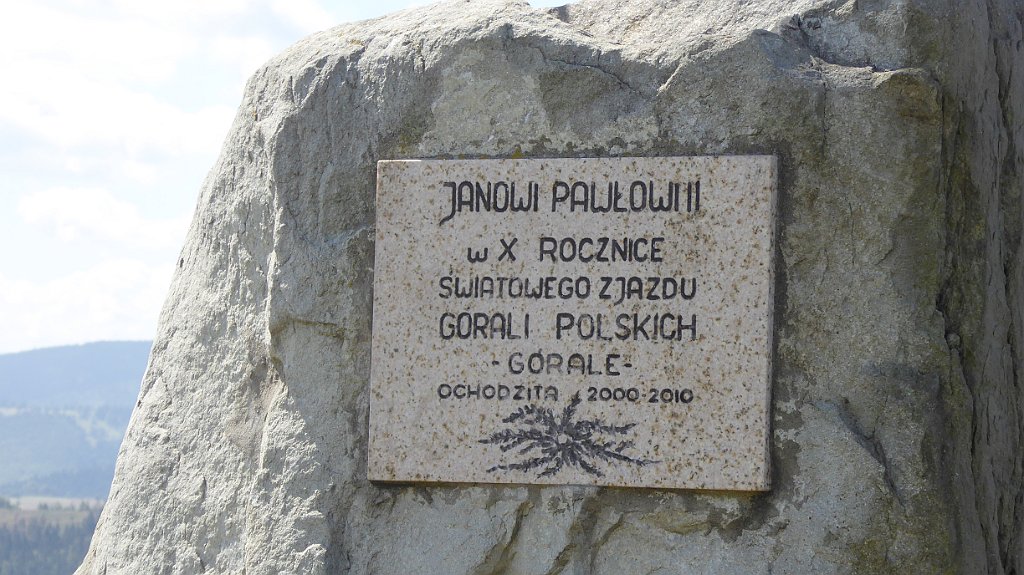 JANOWI PAWŁOWI II
w X ROCZNICE
ŚWIATOWEGO ZJAZDU
GÓRALI POLSKICH
-GÓRALE-
OCHODZITA 2000-2010